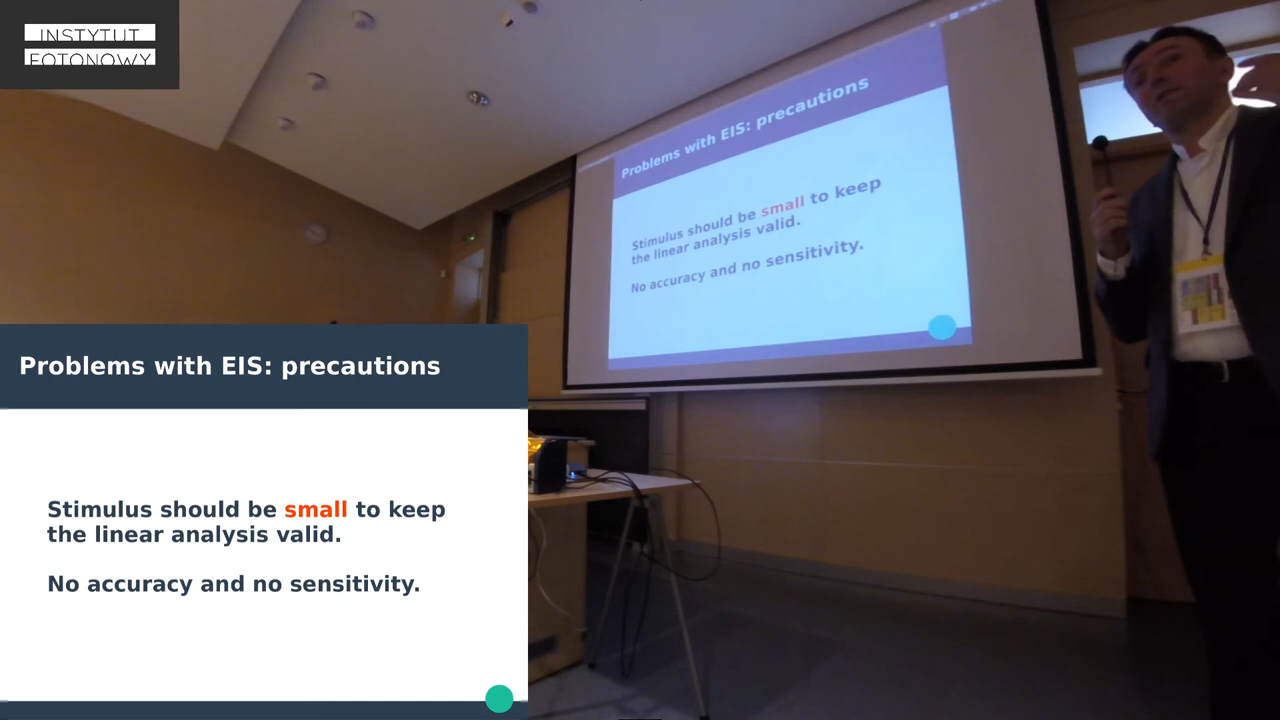 INSTYTUT
FOTONOWY
Problems with EIS: precautions
Stimulus should be small to keep
the linear analysis valid.
No accuracy and no sensitivity.
Problems with EIS: precautions
Stimulus should be small to keep
the linear analysis valid.
No accuracy and no sensitivity.